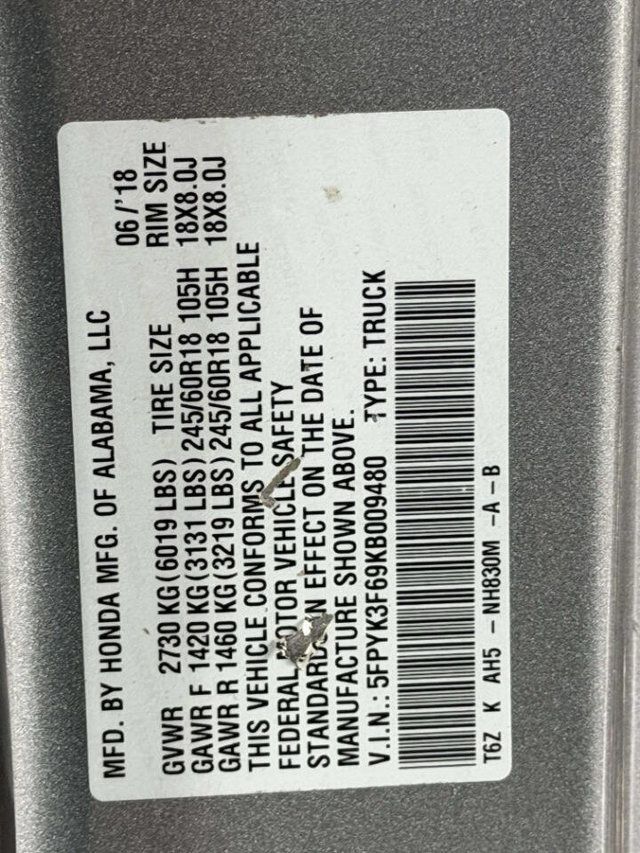 MFD. BY HONDA MFG. OF ALABAMA, LLC 06/'18
GVWR 2730 KG(6019 LBS) TIRE SIZE RIM SIZE
GAWR F 1420 KG(3131 LBS) 245/60R18 105H 18X8.0J
GAWR R 1460 KG(3219 LBS) 245/60R18 105H 18X8.0J
THIS VEHICLE CONFORMS TO ALL APPLICABLE
FEDERAL MOTOR VEHICLE SAFETY
STANDARDS IN EFFECT ON THE DATE OF
MANUFACTURE SHOWN ABOVE.
V.I.N.: 5FPYK3F69KB009480 TYPE: TRUCK
T6Z K AH5 - NH830M -A-B